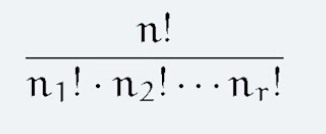 n!
n₁! · n₂! · · · nᵣ!